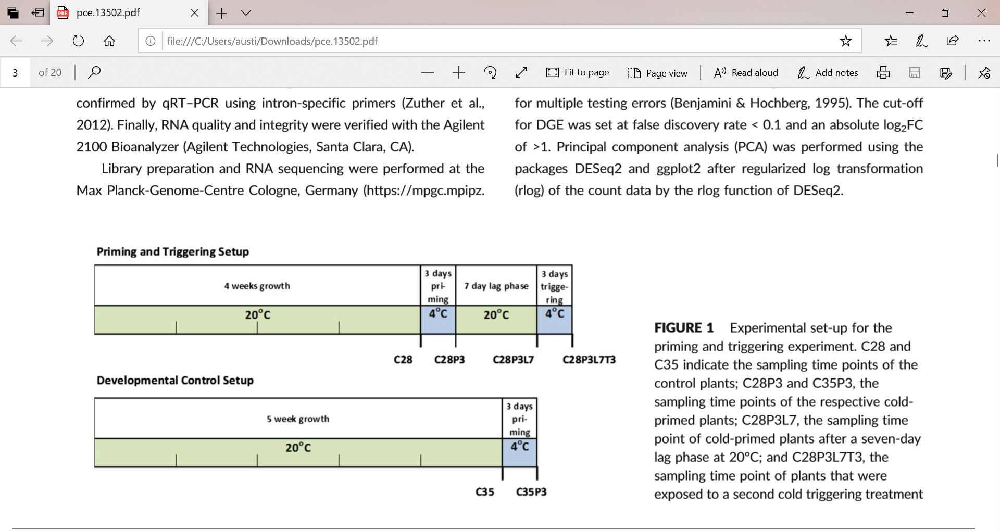 pce.13502.pdf
file:///C:/Users/austi/Downloads/pce.13502.pdf
3 of 20
Fit to page
Page view
Read aloud
Add notes
confirmed by qRT–PCR using intron-specific primers (Zuther et al.,
2012). Finally, RNA quality and integrity were verified with the Agilent
2100 Bioanalyzer (Agilent Technologies, Santa Clara, CA).
Library preparation and RNA sequencing were performed at the
Max Planck-Genome-Centre Cologne, Germany (https://mpgc.mpipz.
for multiple testing errors (Benjamini & Hochberg, 1995). The cut-off
for DGE was set at false discovery rate < 0.1 and an absolute log₂FC
of >1. Principal component analysis (PCA) was performed using the
packages DESeq2 and ggplot2 after regularized log transformation
(rlog) of the count data by the rlog function of DESeq2.
Priming and Triggering Setup
4 weeks growth
3 days
pri-
ming
7 day lag phase
3 days
trigge-
ring
20°C
4°C
20°C
4°C
C28
C28P3
C28P3L7
C28P3L7T3
Developmental Control Setup
5 week growth
3 days
pri-
ming
20°C
4°C
C35
C35P3
FIGURE 1 Experimental set-up for the
priming and triggering experiment. C28 and
C35 indicate the sampling time points of the
control plants; C28P3 and C35P3, the
sampling time points of the respective cold-
primed plants; C28P3L7, the sampling time
point of cold-primed plants after a seven-day
lag phase at 20°C; and C28P3L7T3, the
sampling time point of plants that were
exposed to a second cold triggering treatment